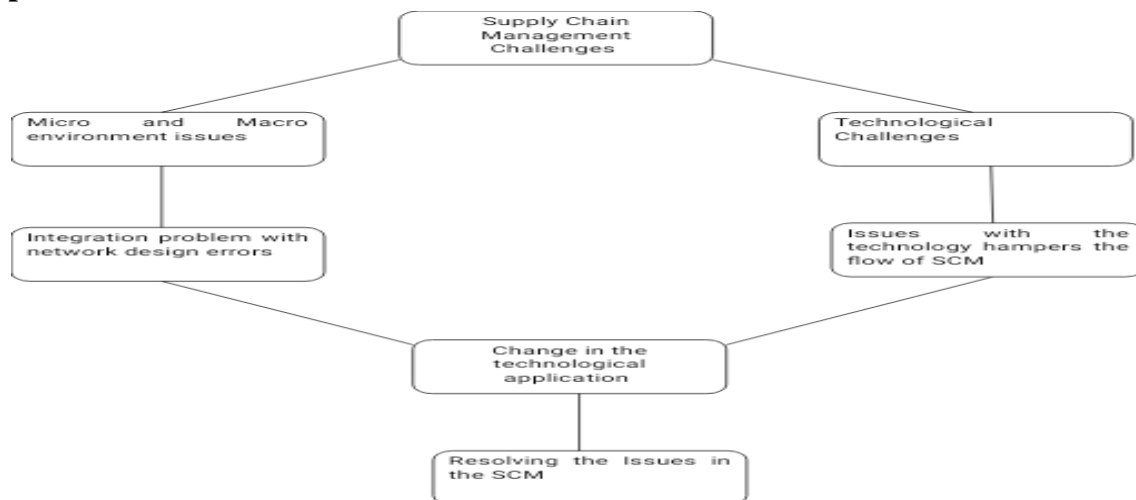 Supply Chain
Management
Challenges
Micro and Macro
environment issues
Technological
Challenges
Integration problem with
network design errors
Issues with the
technology hampers the
flow of SCM
Change in the
technological
application
Resolving the Issues in
the SCM